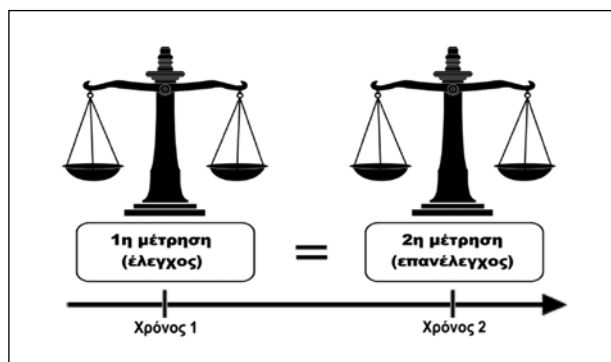 1η μέτρηση
(έλεγχος)
=
2η μέτρηση
(επανέλεγχος)
Χρόνος 1
Χρόνος 2